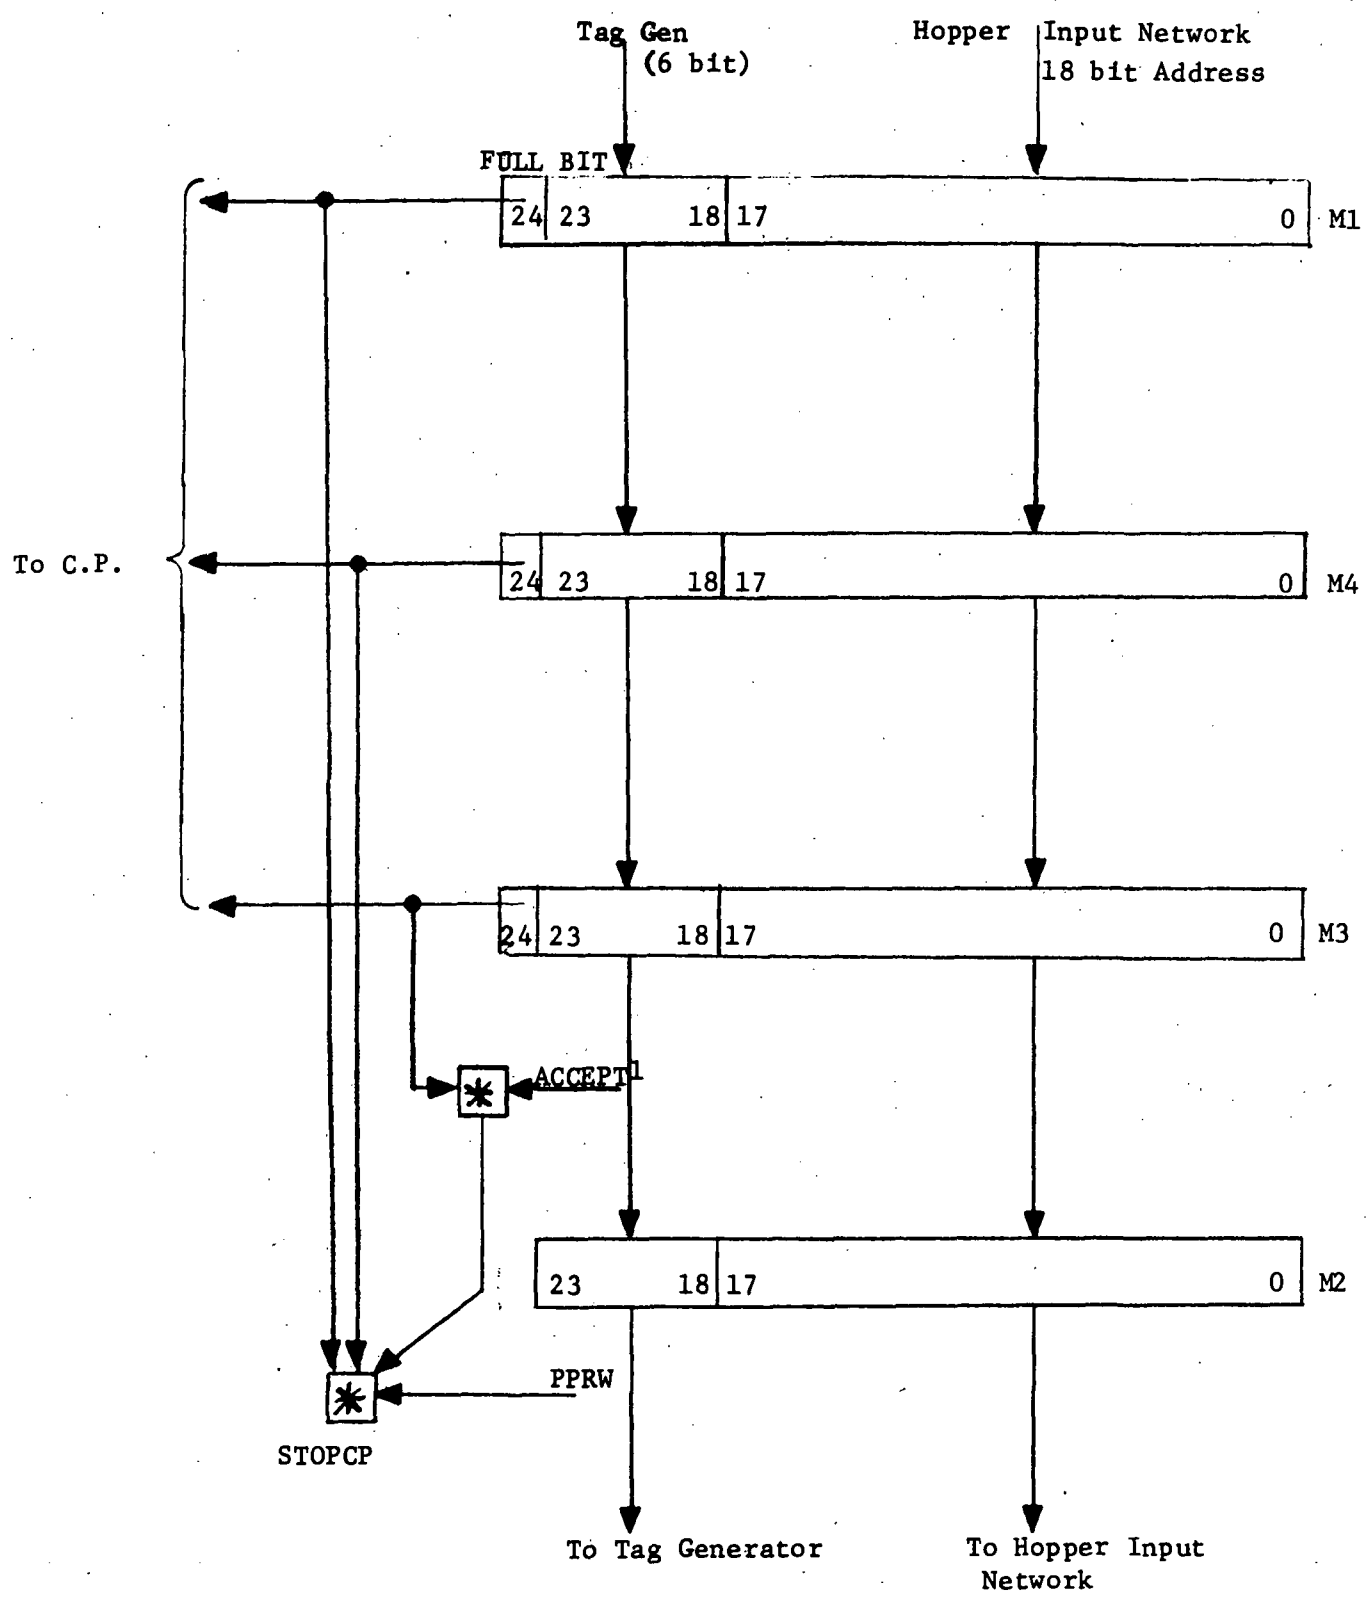 Tag Gen
(6 bit)
Hopper Input Network
18 bit Address
FULL BIT
24 23 18 17 0 M1
To C.P.
24 23 18 17 0 M4
24 23 18 17 0 M3
ACCEPT1
* 
23 18 17 0 M2
PPRW
*
STOPCP
To Tag Generator
To Hopper Input
Network